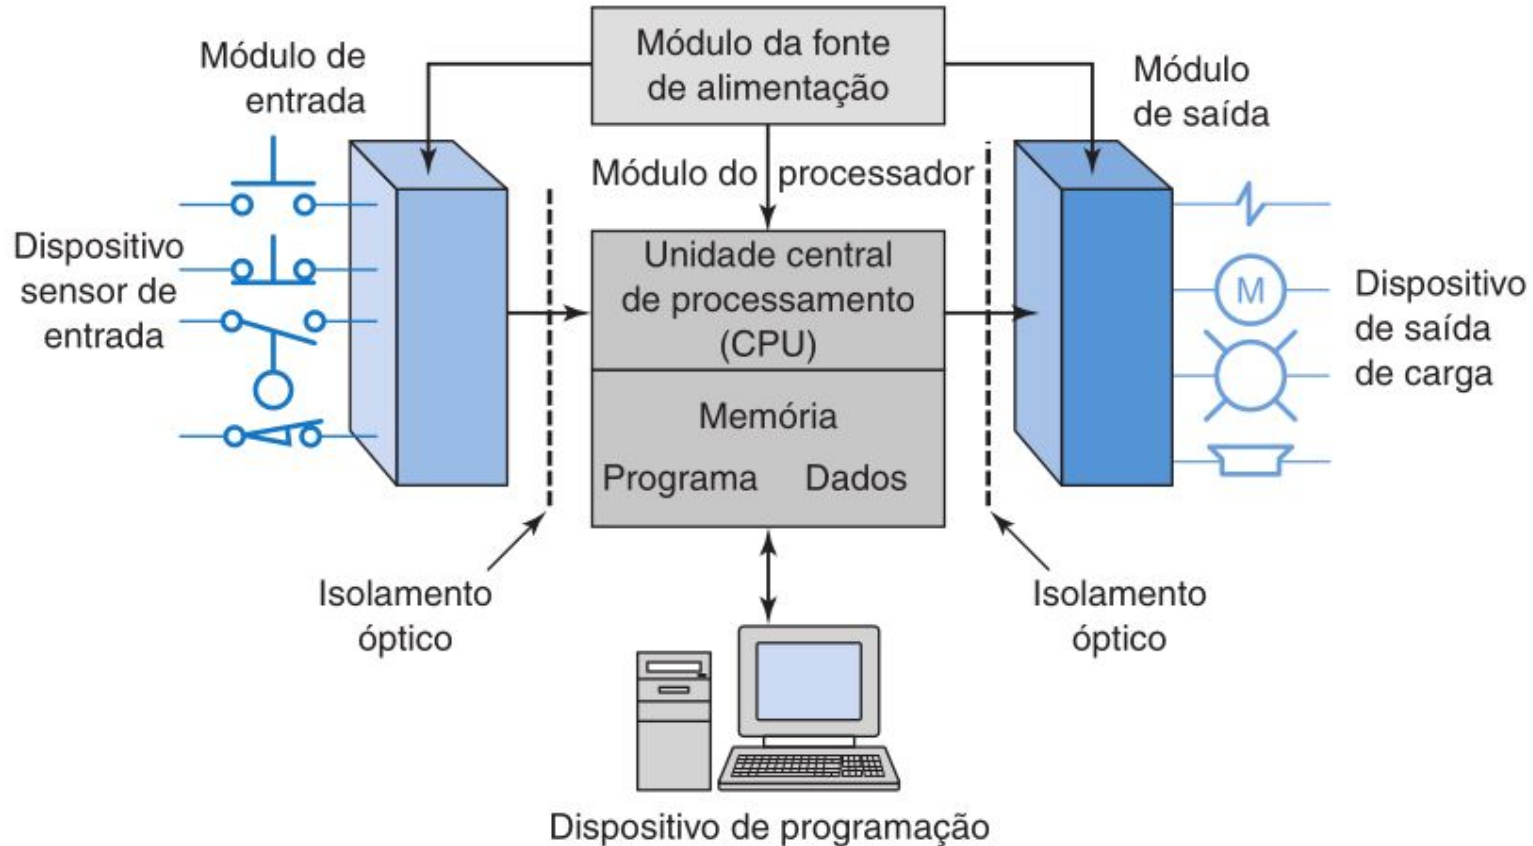 Módulo da fonte
de alimentação
Módulo de
entrada
Módulo
de saída
Módulo do processador
Dispositivo
sensor de
entrada
Unidade central
de processamento
(CPU)
M
Dispositivo
de saída
de carga
Memória
Programa Dados
Isolamento
óptico
Isolamento
óptico
Dispositivo de programação